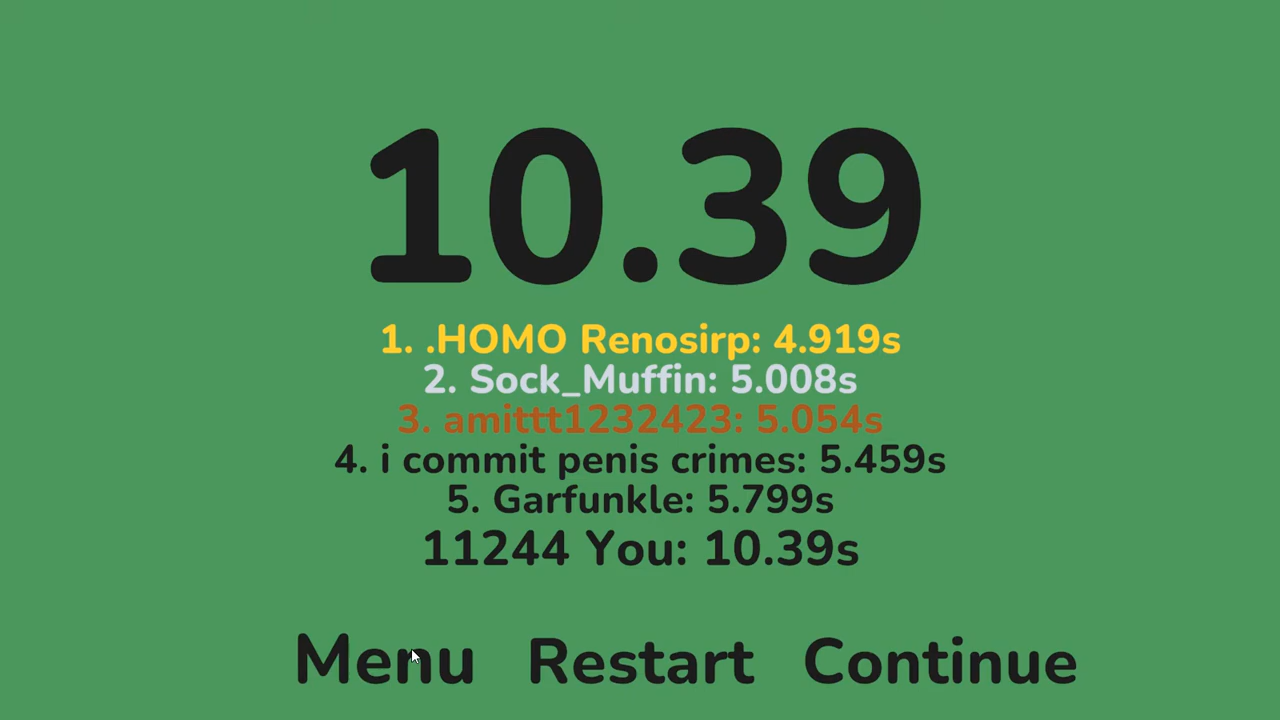 10.39
1. .HOMO Renosirp: 4.919s
2. Sock_Muffin: 5.008s
3. amittt1232423: 5.054s
4. i commit penis crimes: 5.459s
5. Garfunkle: 5.799s
11244 You: 10.39s
Menu Restart Continue